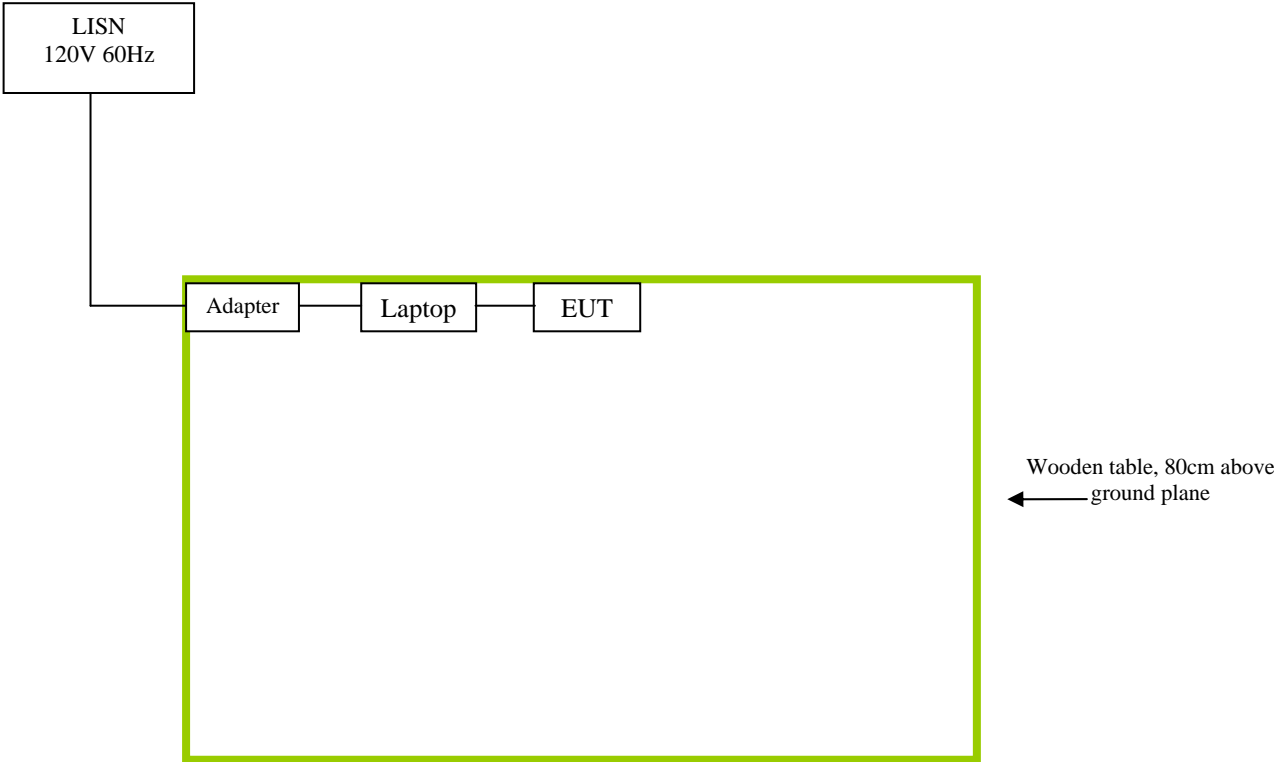 LISN
120V 60Hz
Adapter
Laptop
EUT
Wooden table, 80cm above
ground plane